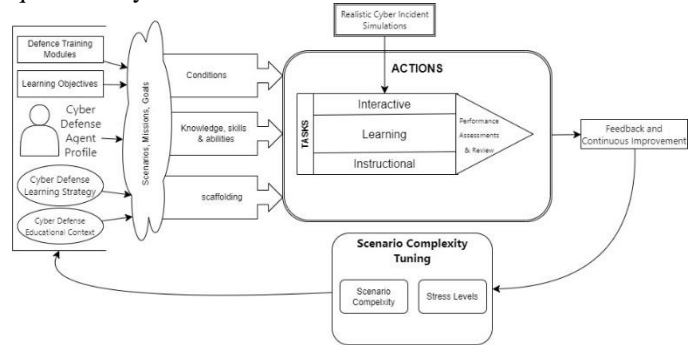 Realistic Cyber Incident
Simulations
Defence Training
Modules
Learning Objectives
Cyber
Defense
Agent
Profile
Cyber Defense
Learning Strategy
Cyber Defense
Educational Context
Scenarios, Missions, Goals
Conditions
Knowledge, skills
& abilities
scaffolding
ACTIONS
TASKS
Interactive
Learning
Instructional
Performance
Assessments
& Review
Feedback and
Continuous Improvement
Scenario Complexity
Tuning
Scenario
Compelxity
Stress Levels